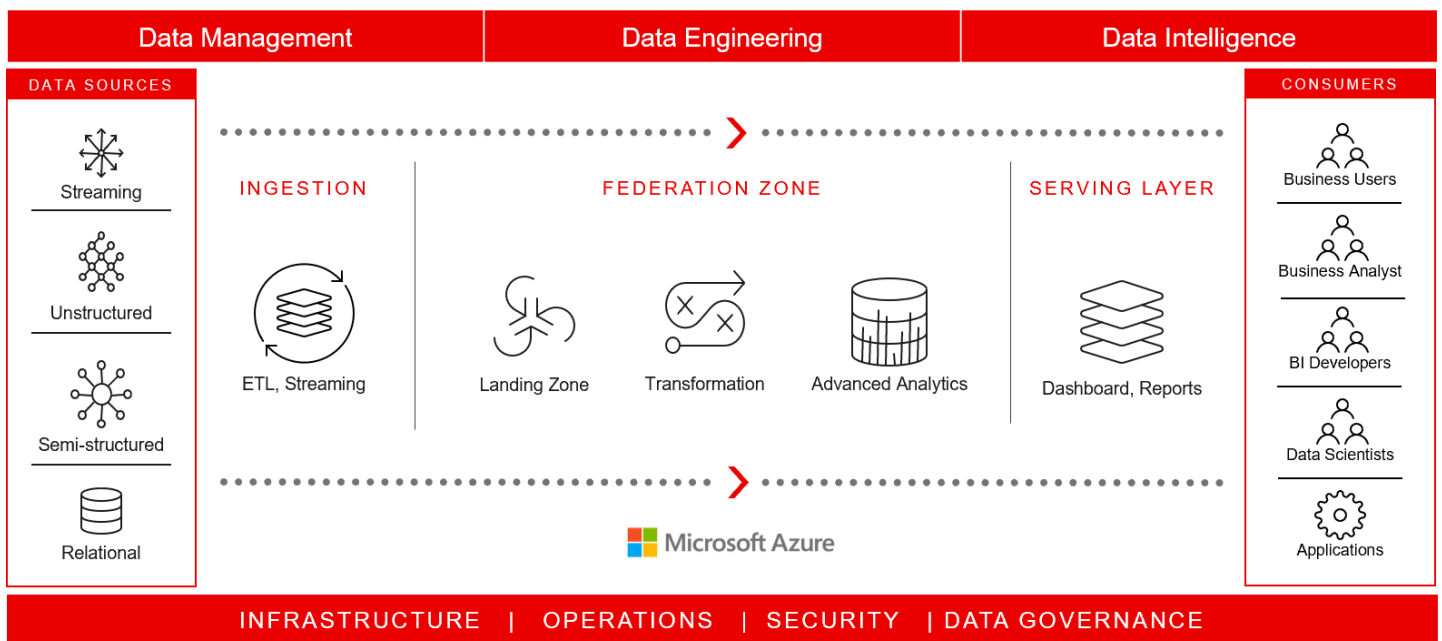 Data Management
Data Engineering
Data Intelligence
DATA SOURCES
Streaming
Unstructured
Semi-structured
Relational
INGESTION
ETL, Streaming
FEDERATION ZONE
Landing Zone
Transformation
Advanced Analytics
SERVING LAYER
Dashboard, Reports
Microsoft Azure
CONSUMERS
Business Users
Business Analyst
BI Developers
Data Scientists
Applications
INFRASTRUCTURE | OPERATIONS | SECURITY | DATA GOVERNANCE